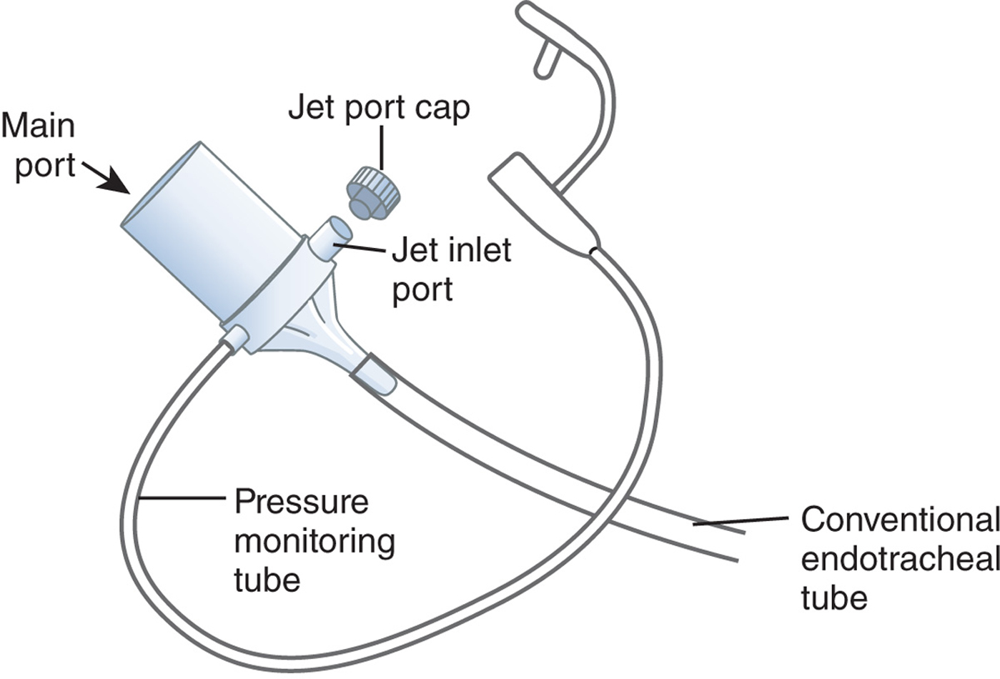 Main
port
Jet port cap
Jet inlet
port
Pressure
monitoring
tube
Conventional
endotracheal
tube